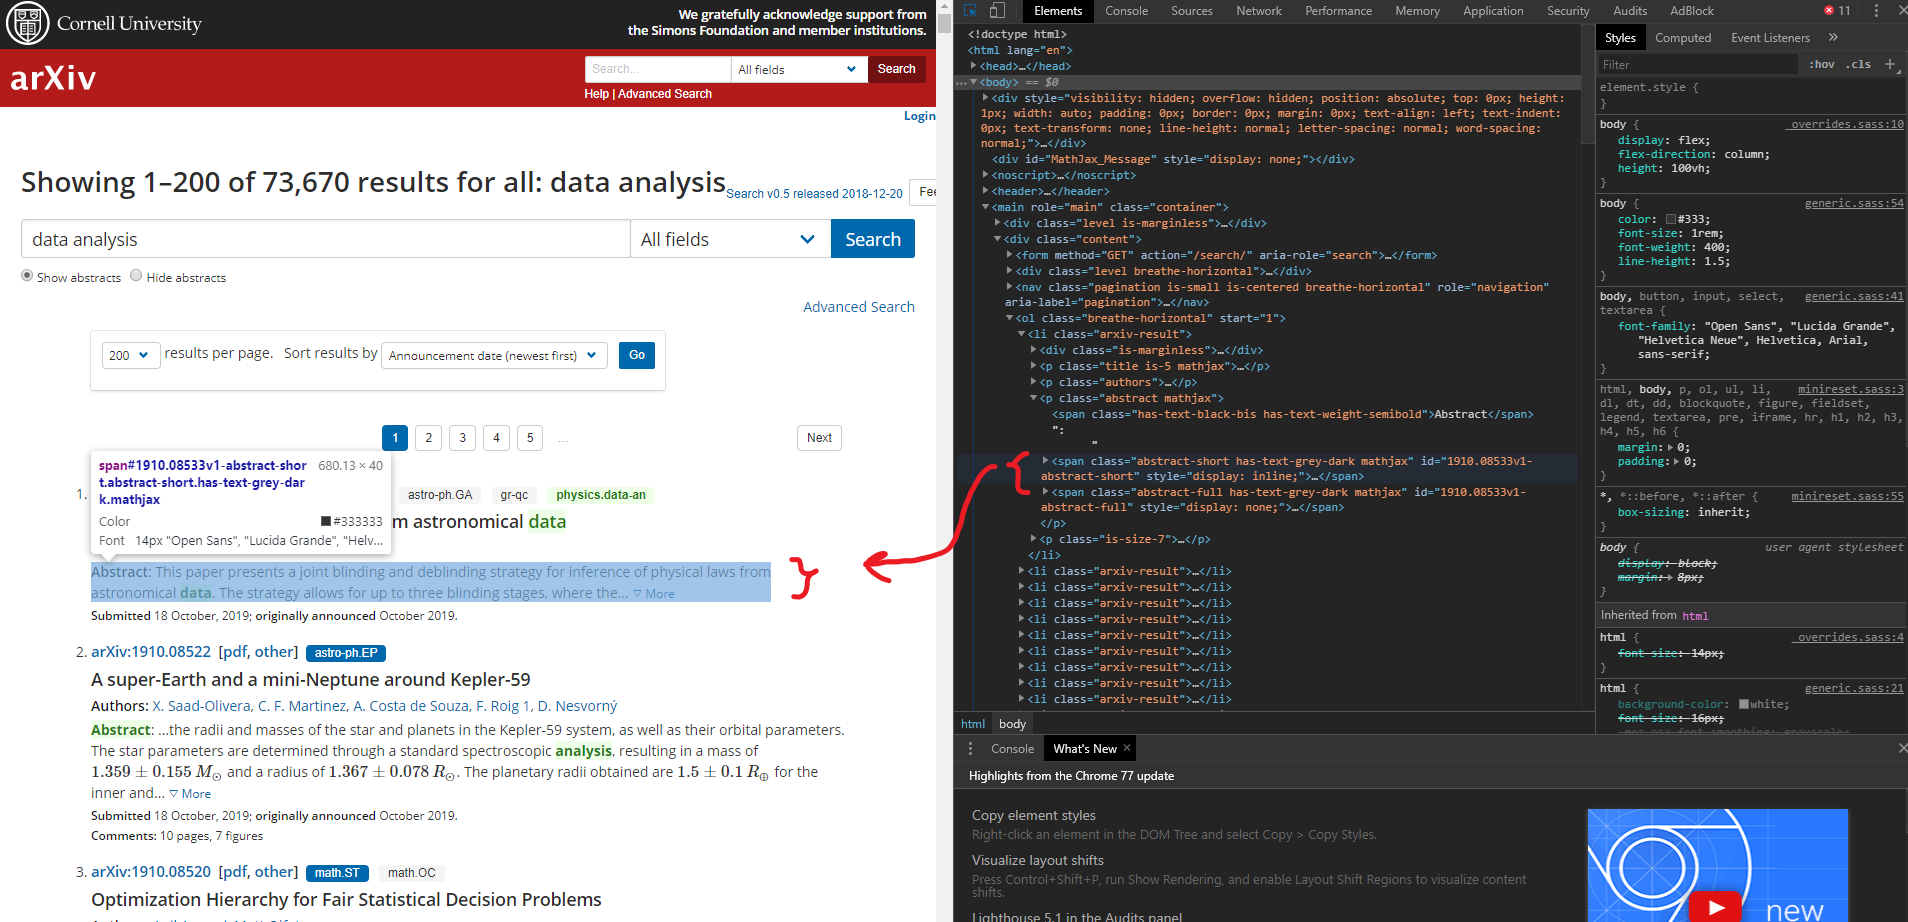 Cornell University
We gratefully acknowledge support from
the Simons Foundation and member institutions.
arXiv
Search...
All fields
Search
Help | Advanced Search
Login
Showing 1–200 of 73,670 results for all: data analysis
Search v0.5 released 2018-12-20
Fee
data analysis
All fields
Search
Show abstracts
Hide abstracts
Advanced Search
200
results per page.
Sort results by
Announcement date (newest first)
Go
1
2
3
4
5
...
Next
span#1910.08533v1-abstract-shor
t.abstract-short.has-text-grey-dar
k.mathjax
680.13 × 40
Color
#333333
Font
14px "Open Sans", "Lucida Grande", "Helv...
1.
astro-ph.GA
gr-qc
physics.data-an
m astronomical data
Abstract: This paper presents a joint blinding and deblinding strategy for inference of physical laws from
astronomical data. The strategy allows for up to three blinding stages, where the... ▽ More
Submitted 18 October, 2019; originally announced October 2019.
2. arXiv:1910.08522 [pdf, other] astro-ph.EP
A super-Earth and a mini-Neptune around Kepler-59
Authors: X. Saad-Olivera, C. F. Martinez, A. Costa de Souza, F. Roig 1, D. Nesvorný
Abstract: ...the radii and masses of the star and planets in the Kepler-59 system, as well as their orbital parameters.
The star parameters are determined through a standard spectroscopic analysis, resulting in a mass of
1.359 ± 0.155 M⊙ and a radius of 1.367 ± 0.078 R⊙. The planetary radii obtained are 1.5 ± 0.1 R⊕ for the
inner and... ▽ More
Submitted 18 October, 2019; originally announced October 2019.
Comments: 10 pages, 7 figures
3. arXiv:1910.08520 [pdf, other] math.ST math.OC
Optimization Hierarchy for Fair Statistical Decision Problems
Elements
Console
Sources
Network
Performance
Memory
Application
Security
Audits
AdBlock
11
<!doctype html>
<html lang="en">
<head>…</head>
<body> == $0
<div style="visibility: hidden; overflow: hidden; position: absolute; top: 0px; height:
1px; width: auto; padding: 0px; border: 0px; margin: 0px; text-align: left; text-indent:
0px; text-transform: none; line-height: normal; letter-spacing: normal; word-spacing:
normal;">…</div>
<div id="MathJax_Message" style="display: none;"></div>
<noscript>…</noscript>
<header>…</header>
<main role="main" class="container">
<div class="level is-marginless">…</div>
<div class="content">
<form method="GET" action="/search/" aria-role="search">…</form>
<div class="level breathe-horizontal">…</div>
<nav class="pagination is-small is-centered breathe-horizontal" role="navigation"
aria-label="pagination">…</nav>
<ol class="breathe-horizontal" start="1">
<li class="arxiv-result">
<div class="is-marginless">…</div>
<p class="title is-5 mathjax">…</p>
<p class="authors">…</p>
<p class="abstract mathjax">
<span class="has-text-black-bis has-text-weight-semibold">Abstract</span>
":
"
<span class="abstract-short has-text-grey-dark mathjax" id="1910.08533v1-
abstract-short" style="display: inline;">…</span>
<span class="abstract-full has-text-grey-dark mathjax" id="1910.08533v1-
abstract-full" style="display: none;">…</span>
</p>
<p class="is-size-7">…</p>
</li>
<li class="arxiv-result">…</li>
<li class="arxiv-result">…</li>
<li class="arxiv-result">…</li>
<li class="arxiv-result">…</li>
<li class="arxiv-result">…</li>
<li class="arxiv-result">…</li>
<li class="arxiv-result">…</li>
<li class="arxiv-result">…</li>
<li class="arxiv-result">…</li>
html
body
Styles
Computed
Event Listeners
»
Filter
:hov .cls +
element.style {
}
body {
_overrides.sass:10
display: flex;
flex-direction: column;
height: 100vh;
}
body {
generic.sass:54
color: #333;
font-size: 1rem;
font-weight: 400;
line-height: 1.5;
}
body, button, input, select,
textarea {
generic.sass:41
font-family: "Open Sans", "Lucida Grande",
"Helvetica Neue", Helvetica, Arial,
sans-serif;
}
html, body, p, ol, ul, li,
minireset.sass:3
dl, dt, dd, blockquote, figure, fieldset,
legend, textarea, pre, iframe, hr, h1, h2, h3,
h4, h5, h6 {
margin: 0;
padding: 0;
}
*, *::before, *::after {
minireset.sass:55
box-sizing: inherit;
}
body {
user agent stylesheet
display: block;
margin: 8px;
}
Inherited from html
html {
_overrides.sass:4
font-size: 14px;
}
html {
generic.sass:21
background-color: white;
font-size: 16px;
-moz-osx-font-smoothing: grayscale;
Console
What's New
Highlights from the Chrome 77 update
Copy element styles
Right-click an element in the DOM Tree and select Copy > Copy Styles.
Visualize layout shifts
Press Control+Shift+P, run Show Rendering, and enable Layout Shift Regions to visualize content
shifts.
Lighthouse 5.1 in the Audits panel
new